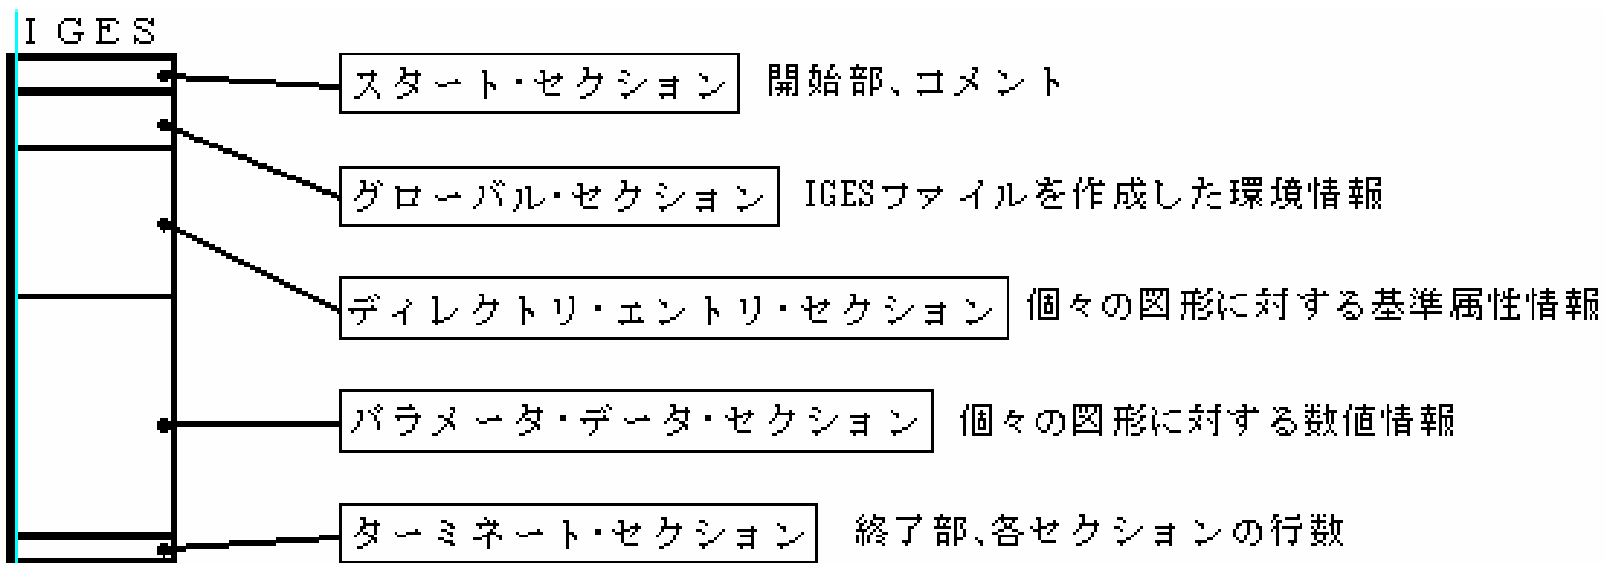 IGES
スタート・セクション 開始部、コメント
グローバル・セクション IGESファイルを作成した環境情報
ディレクトリ・エントリ・セクション 個々の図形に対する基準属性情報
パラメータ・データ・セクション 個々の図形に対する数値情報
ターミネート・セクション 終了部、各セクションの行数